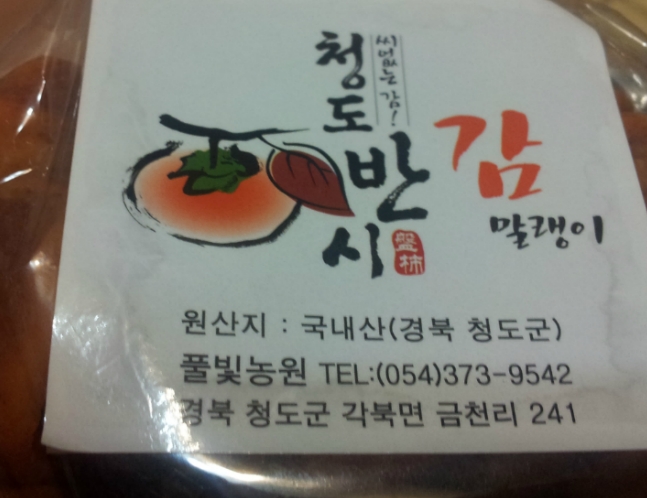 씨없는 감!
청도
반시
盤柿
감
말랭이
원산지 : 국내산(경북 청도군)
풀빛농원 TEL:(054)373-9542
경북 청도군 각북면 금천리 241